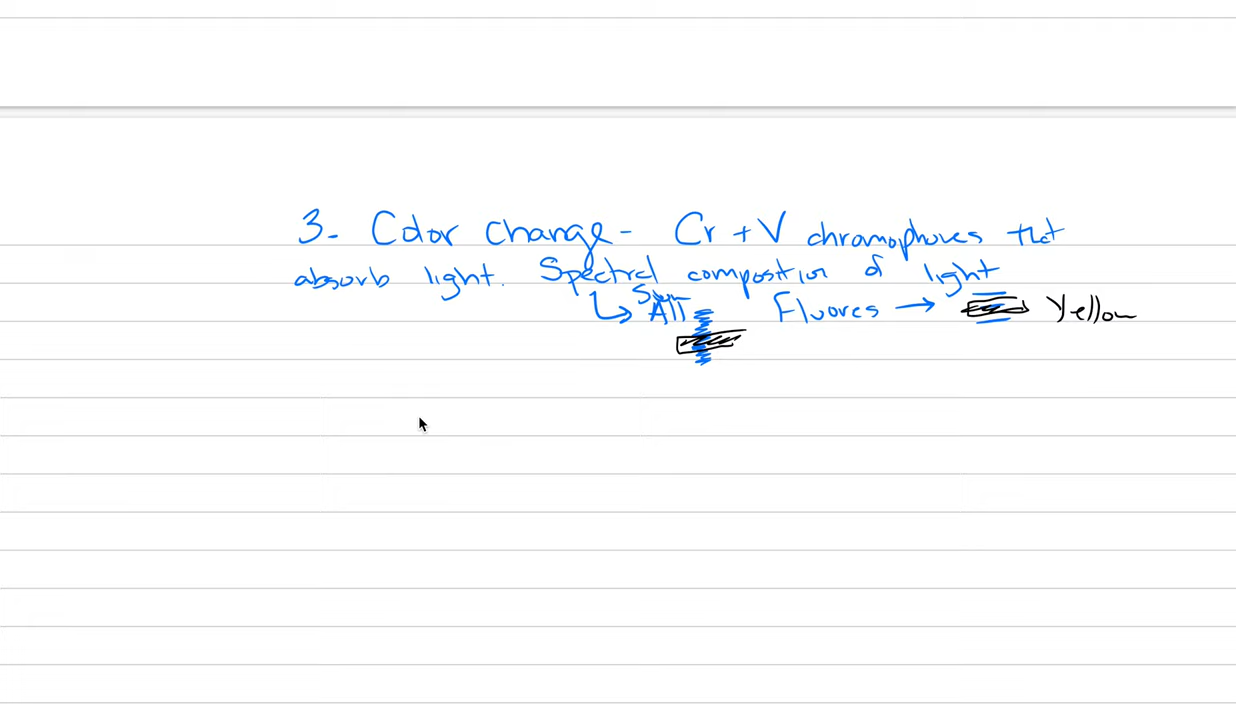 3. Color Change - Cr + V chromophores that
absorb light. Spectral composition of light
Sun
↳ All Fluores → Yellow